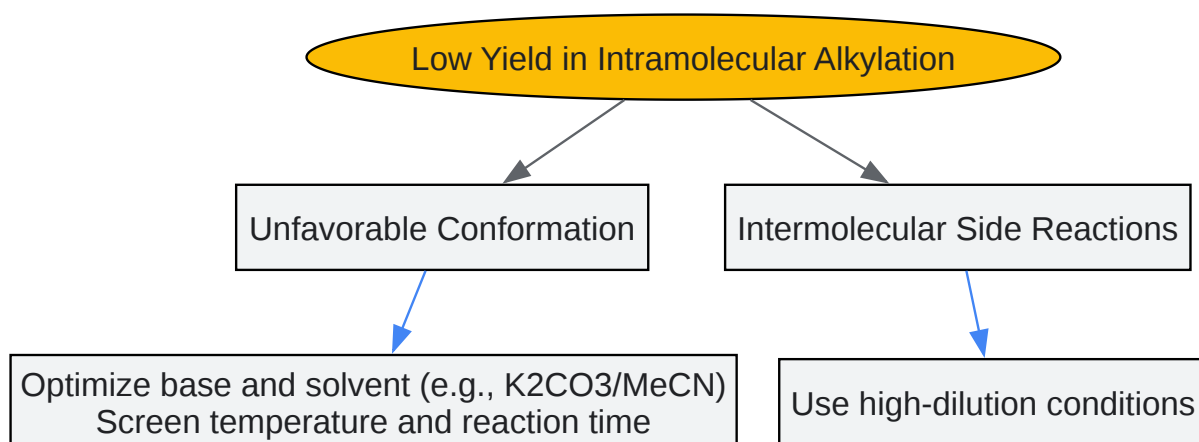 Low Yield in Intramolecular Alkylation
Unfavorable Conformation
Intermolecular Side Reactions
Optimize base and solvent (e.g., K2CO3/MeCN)
Screen temperature and reaction time
Use high-dilution conditions